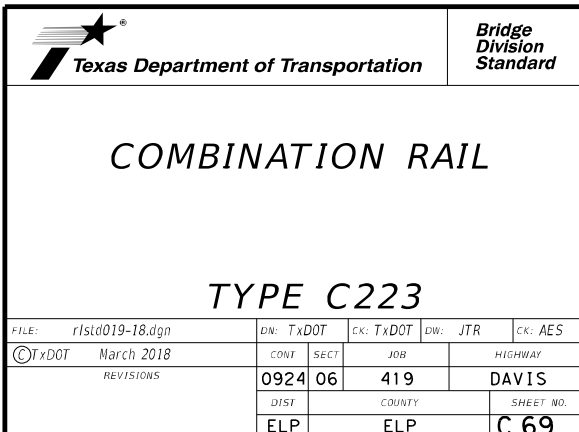 Texas Department of Transportation
Bridge
Division
Standard
COMBINATION RAIL
TYPE C223
FILE: rlstd019-18.dgn DN: TxDOT CK: TxDOT DW: JTR CK: AES
©TxDOT March 2018 CONT SECT JOB HIGHWAY
REVISIONS 0924 06 419 DAVIS
DIST COUNTY SHEET NO.
ELP ELP C 69